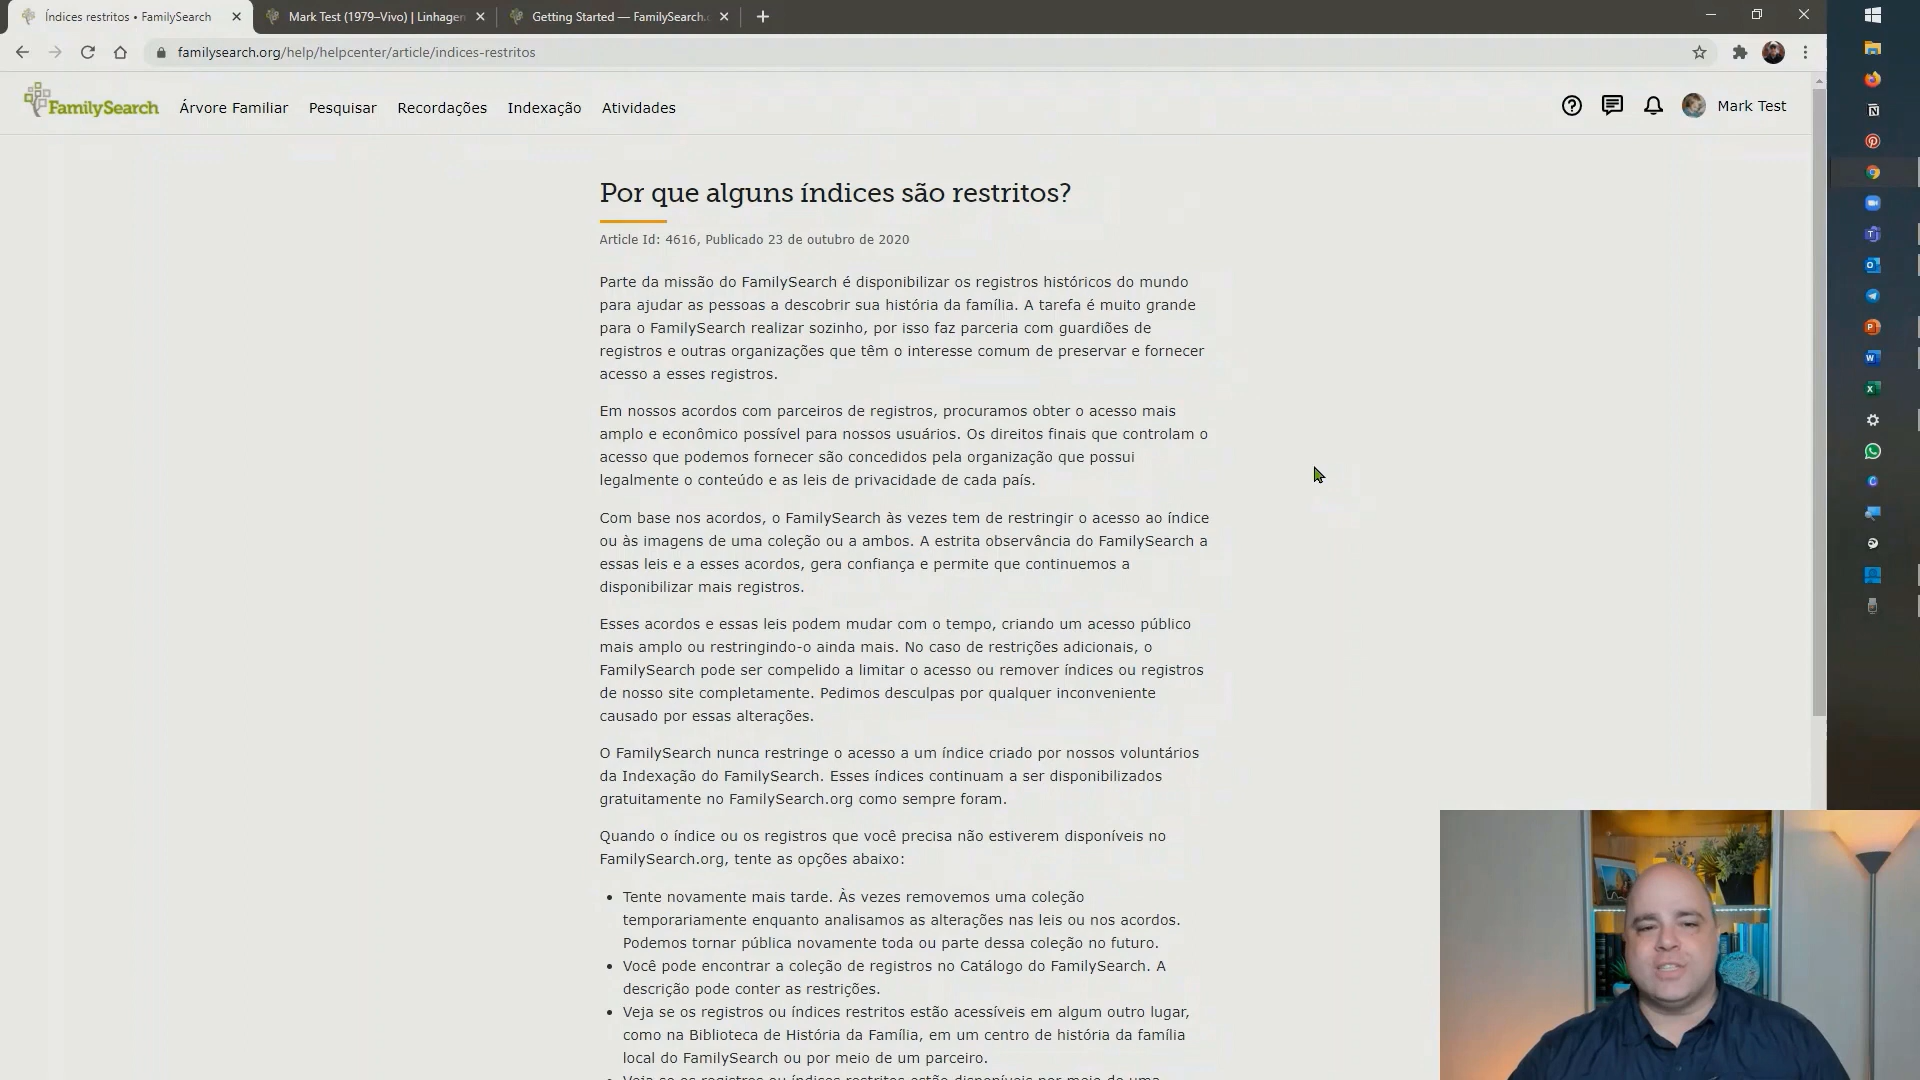 Índices restritos • FamilySearch
Mark Test (1979–Vivo) | Linhagen
Getting Started — FamilySearch.
familysearch.org/help/helpcenter/article/indices-restritos
FamilySearch
Árvore Familiar
Pesquisar
Recordações
Indexação
Atividades
Mark Test
Por que alguns índices são restritos?
Article Id: 4616, Publicado 23 de outubro de 2020
Parte da missão do FamilySearch é disponibilizar os registros históricos do mundo
para ajudar as pessoas a descobrir sua história da família. A tarefa é muito grande
para o FamilySearch realizar sozinho, por isso faz parceria com guardiões de
registros e outras organizações que têm o interesse comum de preservar e fornecer
acesso a esses registros.
Em nossos acordos com parceiros de registros, procuramos obter o acesso mais
amplo e econômico possível para nossos usuários. Os direitos finais que controlam o
acesso que podemos fornecer são concedidos pela organização que possui
legalmente o conteúdo e as leis de privacidade de cada país.
Com base nos acordos, o FamilySearch às vezes tem de restringir o acesso ao índice
ou às imagens de uma coleção ou a ambos. A estrita observância do FamilySearch a
essas leis e a esses acordos, gera confiança e permite que continuemos a
disponibilizar mais registros.
Esses acordos e essas leis podem mudar com o tempo, criando um acesso público
mais amplo ou restringindo-o ainda mais. No caso de restrições adicionais, o
FamilySearch pode ser compelido a limitar o acesso ou remover índices ou registros
de nosso site completamente. Pedimos desculpas por qualquer inconveniente
causado por essas alterações.
O FamilySearch nunca restringe o acesso a um índice criado por nossos voluntários
da Indexação do FamilySearch. Esses índices continuam a ser disponibilizados
gratuitamente no FamilySearch.org como sempre foram.
Quando o índice ou os registros que você precisa não estiverem disponíveis no
FamilySearch.org, tente as opções abaixo:
• Tente novamente mais tarde. Às vezes removemos uma coleção
temporariamente enquanto analisamos as alterações nas leis ou nos acordos.
Podemos tornar pública novamente toda ou parte dessa coleção no futuro.
• Você pode encontrar a coleção de registros no Catálogo do FamilySearch. A
descrição pode conter as restrições.
• Veja se os registros ou índices restritos estão acessíveis em algum outro lugar,
como na Biblioteca de História da Família, em um centro de história da família
local do FamilySearch ou por meio de um parceiro.
• Veja se os registros ou índices restritos estão disponíveis por meio de uma